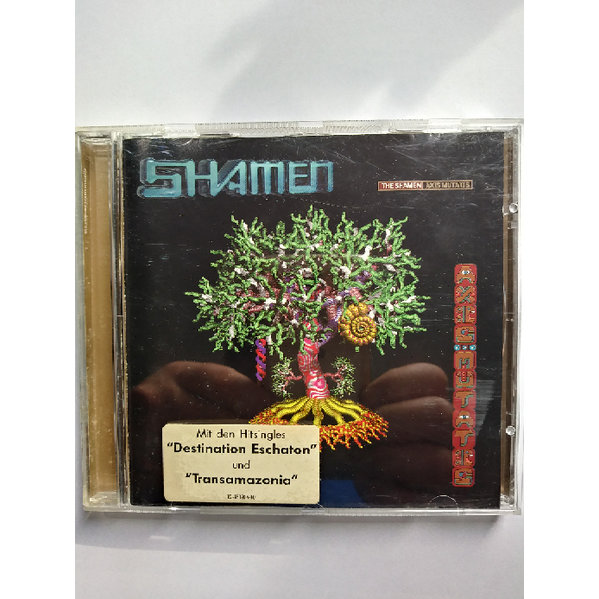 SHAMEN
THE SHAMEN AXIS MUTATIS
AXIS MUTATIS
Mit den Hitsingles
"Destination Eschaton"
und
"Transamazonia"